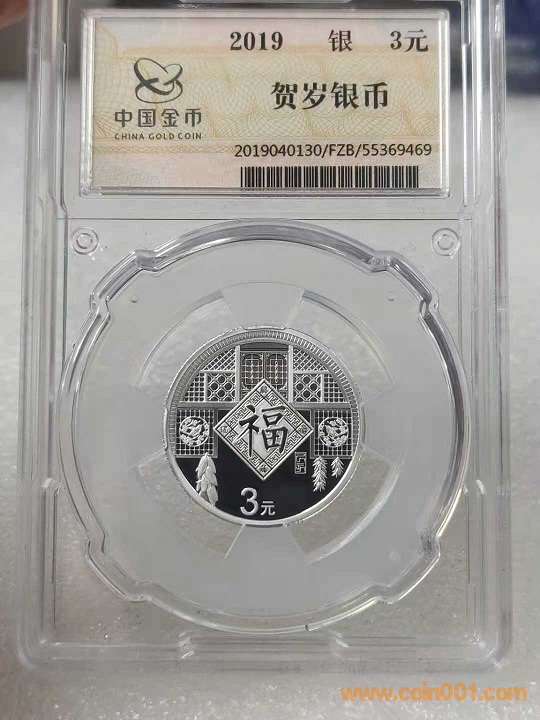 2019 银 3元
中国金币
CHINA GOLD COIN
贺岁银币
2019040130/FZB/55369469
福
3元
www.coin001.com